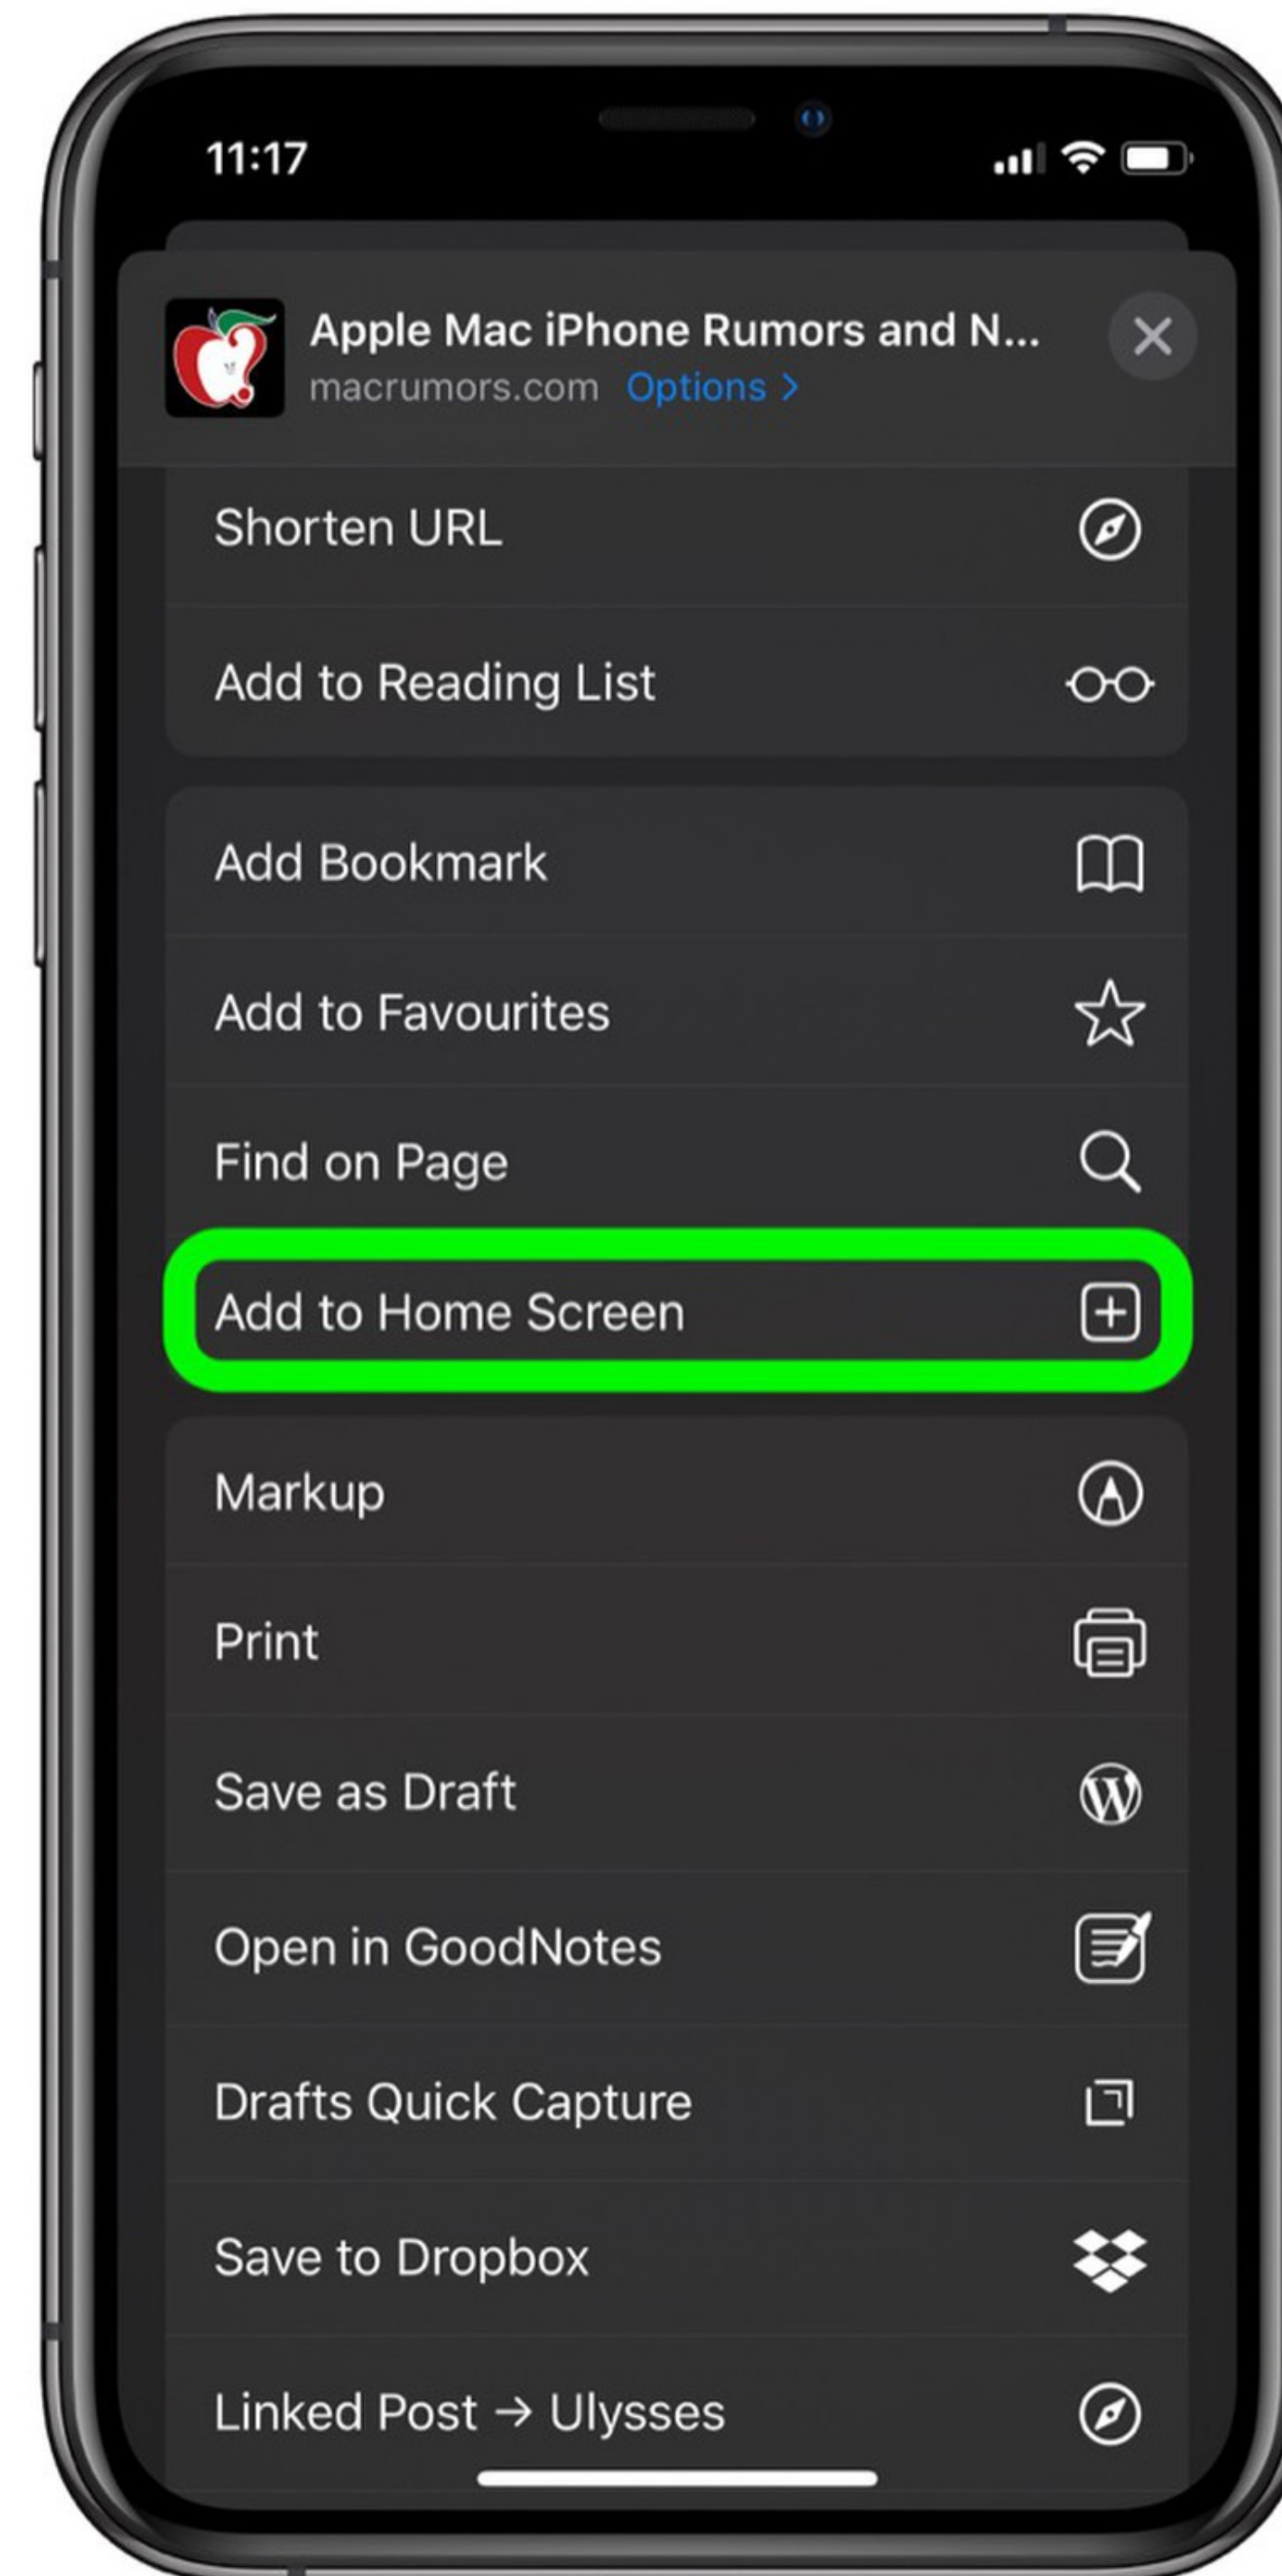 11:17
Apple Mac iPhone Rumors and N...
macrumors.com Options >
Shorten URL
Add to Reading List
Add Bookmark
Add to Favourites
Find on Page
Add to Home Screen
Markup
Print
Save as Draft
Open in GoodNotes
Drafts Quick Capture
Save to Dropbox
Linked Post → Ulysses